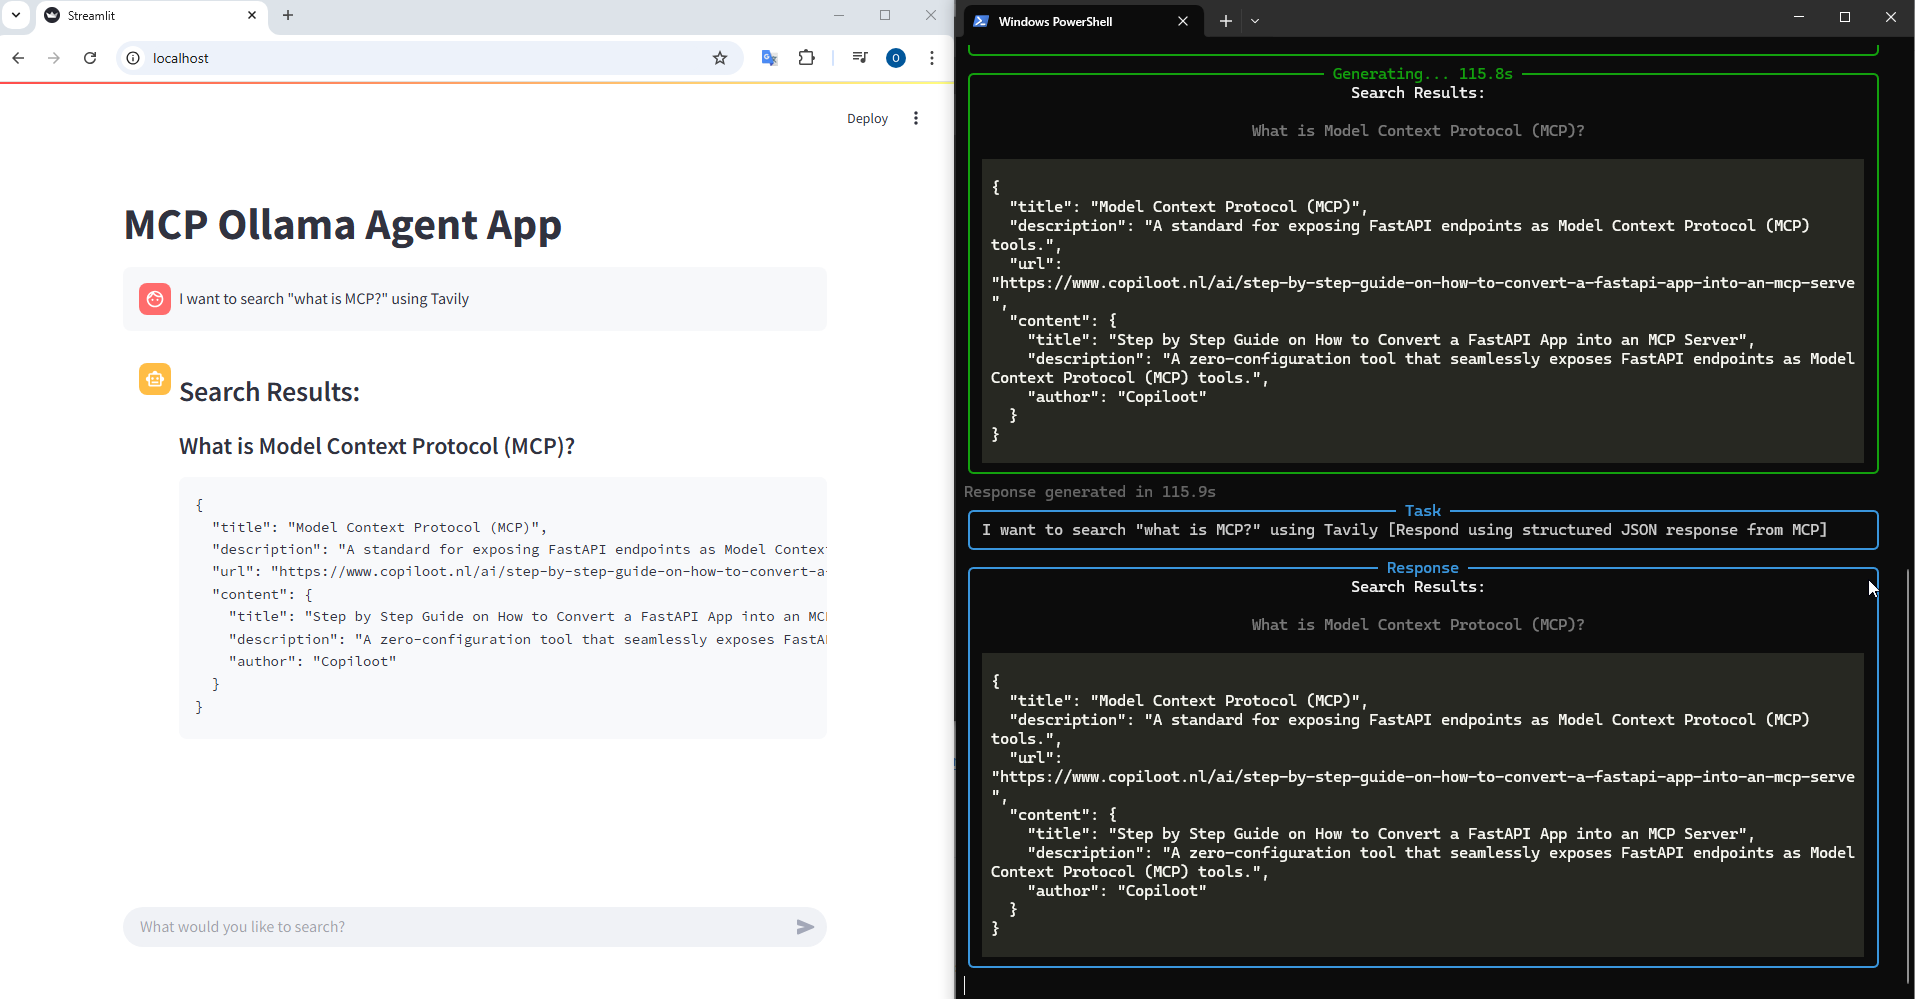 Streamlit
localhost
O
Deploy
MCP Ollama Agent App
I want to search "what is MCP?" using Tavily
Search Results:
What is Model Context Protocol (MCP)?
{
"title": "Model Context Protocol (MCP)",
"description": "A standard for exposing FastAPI endpoints as Model Context
"url": "https://www.copiloot.nl/ai/step-by-step-guide-on-how-to-convert-a-
"content": {
"title": "Step by Step Guide on How to Convert a FastAPI App into an MC
"description": "A zero-configuration tool that seamlessly exposes FastA
"author": "Copiloot"
}
}
What would you like to search?
Windows PowerShell
Generating... 115.8s
Search Results:
What is Model Context Protocol (MCP)?
{
"title": "Model Context Protocol (MCP)",
"description": "A standard for exposing FastAPI endpoints as Model Context Protocol (MCP)
tools.",
"url":
"https://www.copiloot.nl/ai/step-by-step-guide-on-how-to-convert-a-fastapi-app-into-an-mcp-serve
",
"content": {
"title": "Step by Step Guide on How to Convert a FastAPI App into an MCP Server",
"description": "A zero-configuration tool that seamlessly exposes FastAPI endpoints as Model
Context Protocol (MCP) tools.",
"author": "Copiloot"
}
}
Response generated in 115.9s
Task
I want to search "what is MCP?" using Tavily [Respond using structured JSON response from MCP]
Response
Search Results:
What is Model Context Protocol (MCP)?
{
"title": "Model Context Protocol (MCP)",
"description": "A standard for exposing FastAPI endpoints as Model Context Protocol (MCP)
tools.",
"url":
"https://www.copiloot.nl/ai/step-by-step-guide-on-how-to-convert-a-fastapi-app-into-an-mcp-serve
",
"content": {
"title": "Step by Step Guide on How to Convert a FastAPI App into an MCP Server",
"description": "A zero-configuration tool that seamlessly exposes FastAPI endpoints as Model
Context Protocol (MCP) tools.",
"author": "Copiloot"
}
}